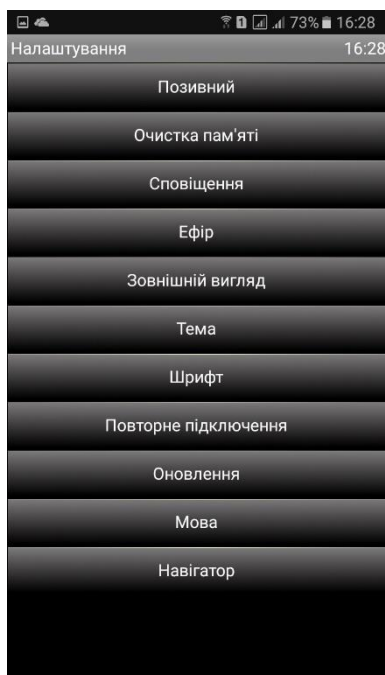 73% 16:28
Налаштування 16:28
Позивний
Очистка пам'яті
Сповіщення
Ефір
Зовнішній вигляд
Тема
Шрифт
Повторне підключення
Оновлення
Мова
Навігатор